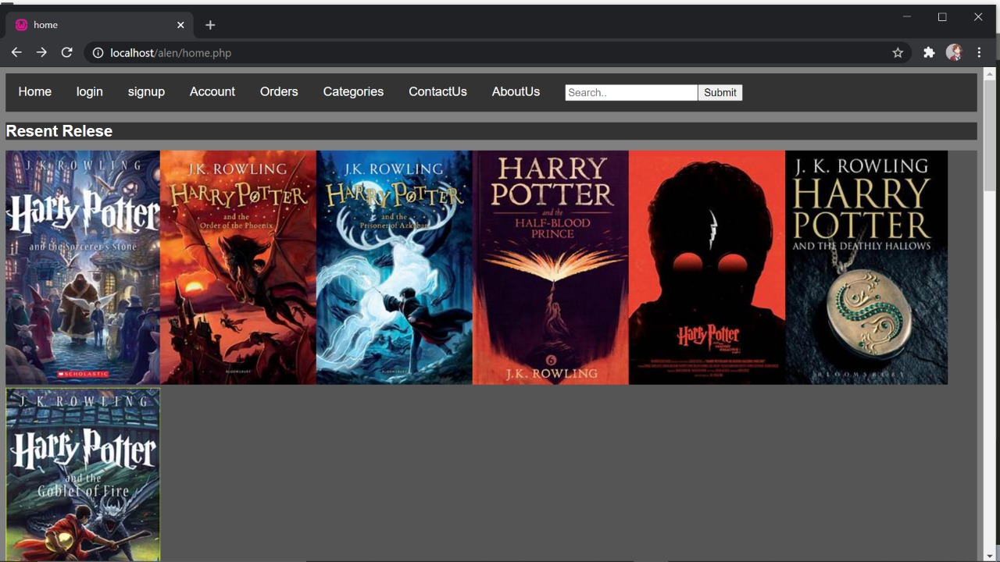 home
localhost/alen/home.php
Home login signup Account Orders Categories ContactUs AboutUs Search.. Submit
Resent Relese
J.K. ROWLING
Harry Potter
and the Sorcerer's Stone
SCHOLASTIC
J.K. ROWLING
HARRY POTTER
and the
Order of the Phoenix
BLOOMSBURY
J.K. ROWLING
HARRY POTTER
and the
Prisoner of Azkaban
BLOOMSBURY
HARRY
POTTER
and the
HALF-BLOOD
PRINCE
6
J.K. ROWLING
Harry Potter
J. K. ROWLING
HARRY
POTTER
AND THE DEATHLY HALLOWS
BLOOMSBURY
J. K. ROWLING
Harry Potter
and the
Goblet of Fire